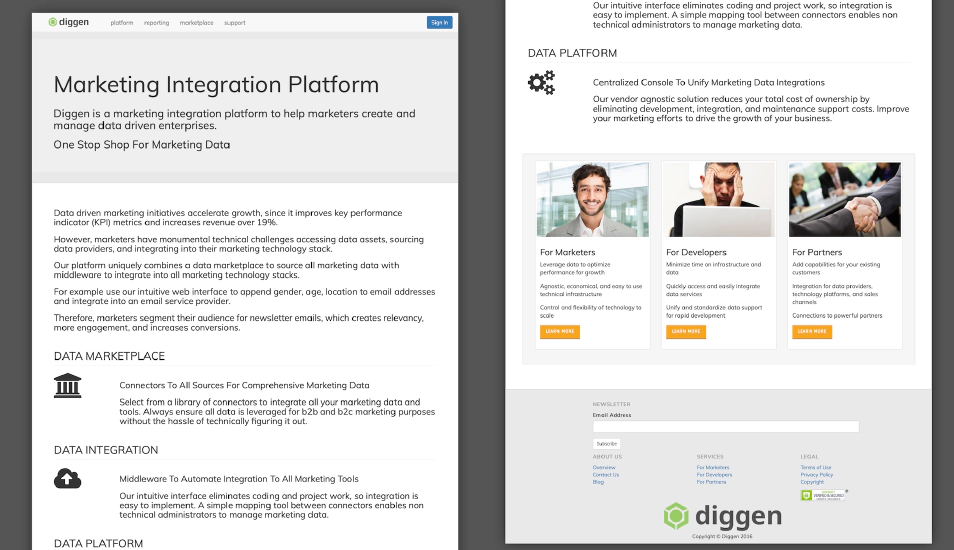 diggen
platform reporting marketplace support
Sign In
Marketing Integration Platform
Diggen is a marketing integration platform to help marketers create and
manage data driven enterprises.
One Stop Shop For Marketing Data
Data driven marketing initiatives accelerate growth, since it improves key performance
indicator (KPI) metrics and increases revenue over 19%.
However, marketers have monumental technical challenges accessing data assets, sourcing
data providers, and integrating into their marketing technology stack.
Our platform uniquely combines a data marketplace to source all marketing data with
middleware to integrate into all marketing technology stacks.
For example use our intuitive web interface to append gender, age, location to email addresses
and integrate into an email service provider.
Therefore, marketers segment their audience for newsletter emails, which creates relevancy,
more engagement, and increases conversions.
DATA MARKETPLACE
Connectors To All Sources For Comprehensive Marketing Data
Select from a library of connectors to integrate all your marketing data and
tools. Always ensure all data is leveraged for b2b and b2c marketing purposes
without the hassle of technically figuring it out.
DATA INTEGRATION
Middleware To Automate Integration To All Marketing Tools
Our intuitive interface eliminates coding and project work, so integration is
easy to implement. A simple mapping tool between connectors enables non
technical administrators to manage marketing data.
DATA PLATFORM
Our intuitive interface eliminates coding and project work, so integration is
easy to implement. A simple mapping tool between connectors enables non
technical administrators to manage marketing data.
DATA PLATFORM
Centralized Console To Unify Marketing Data Integrations
Our vendor agnostic solution reduces your total cost of ownership by
eliminating development, integration, and maintenance support costs. Improve
your marketing efforts to drive the growth of your business.
For Marketers
Leverage data to optimize
performance for growth
Agnostic, economical, and easy to use
technical infrastructure
Control and flexibility of technology to
scale
LEARN MORE
For Developers
Minimize time on infrastructure and
data
Quickly access and easily integrate
data services
Unify and standardize data support
for rapid development
LEARN MORE
For Partners
Add capabilities for your existing
customers
Integration for data providers,
technology platforms, and sales
channels
Connections to powerful partners
LEARN MORE
NEWSLETTER
Email Address
Subscribe
ABOUT US
Overview
Contact Us
Blog
SERVICES
For Marketers
For Developers
For Partners
LEGAL
Terms of Use
Privacy Policy
Copyright
VERIFIED & SECURED
diggen
Copyright © Diggen 2016